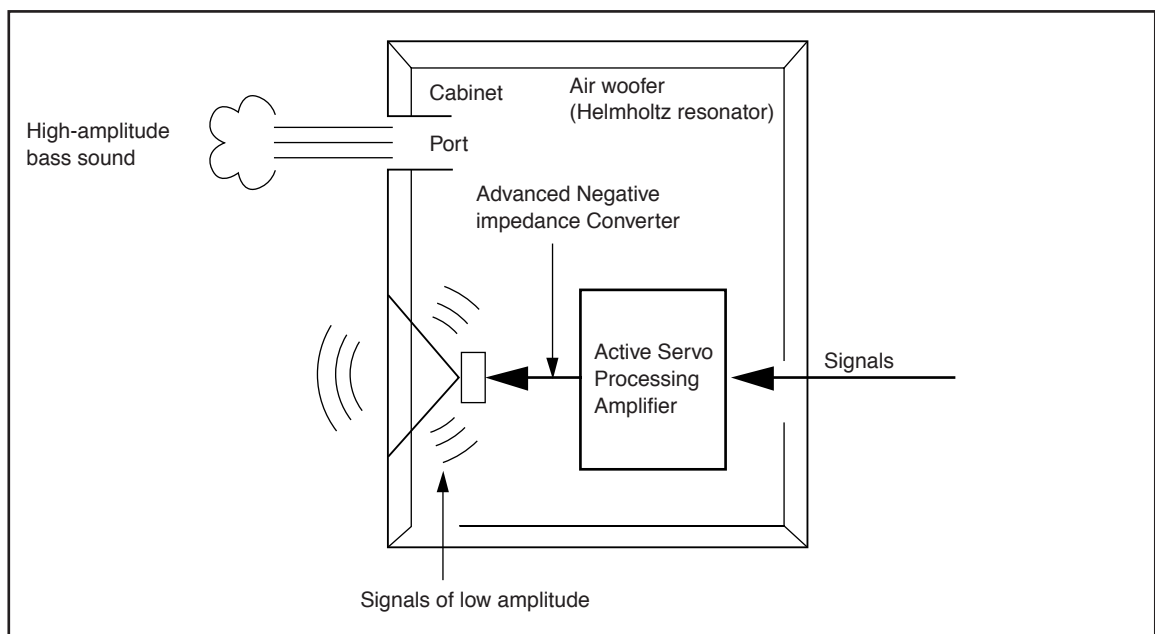 Cabinet
Air woofer
(Helmholtz resonator)
High-amplitude
bass sound
Port
Advanced Negative
impedance Converter
Active Servo
Processing
Amplifier
Signals
Signals of low amplitude